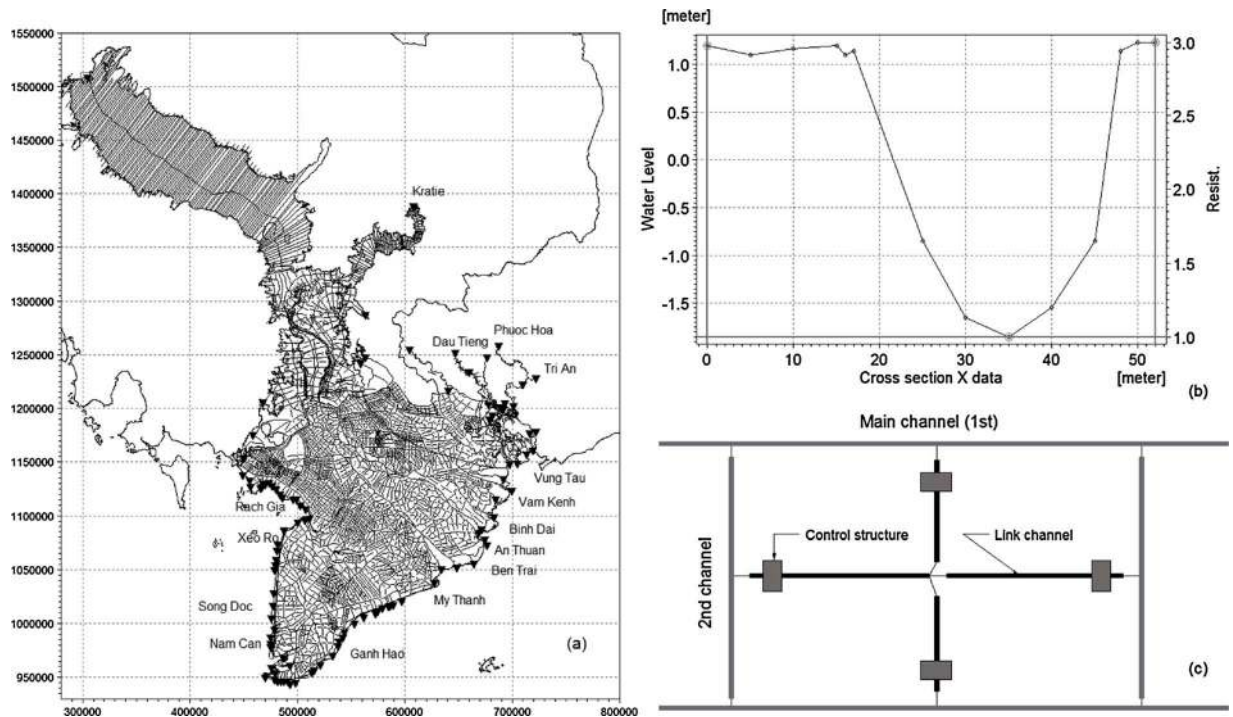 1550000
1500000
1450000
1400000
1350000
1300000
1250000
1200000
1150000
1100000
1050000
1000000
950000
300000 400000 500000 600000 700000 800000
Kratie
Phuoc Hoa
Dau Tieng
Tri An
Vung Tau
Vam Kenh
Rach Gia
Binh Dai
Xeo Ro
An Thuan
Ben Trai
Song Doc
My Thanh
Nam Can
Ganh Hao
(a)
[meter]
1.0
0.5
0.0
-0.5
-1.0
-1.5
Water Level
3.0
2.5
2.0
1.5
1.0
Resist.
0 10 20 30 40 50
Cross section X data
[meter]
(b)
Main channel (1st)
Control structure
Link channel
2nd channel
(c)